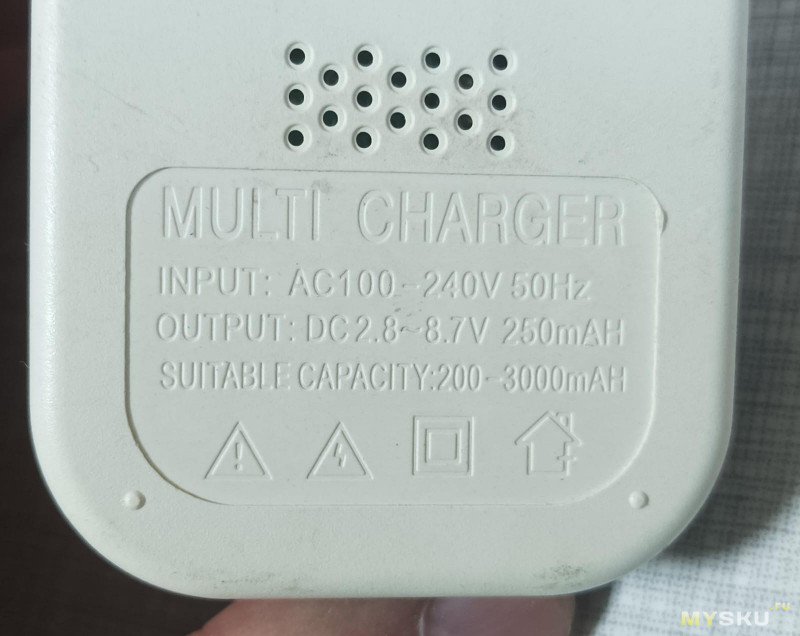 MULTI CHARGER
INPUT: AC100~240V 50Hz
OUTPUT: DC2.8~8.7V 250mAH
SUITABLE CAPACITY:200-3000mAH
MYSKU.ru